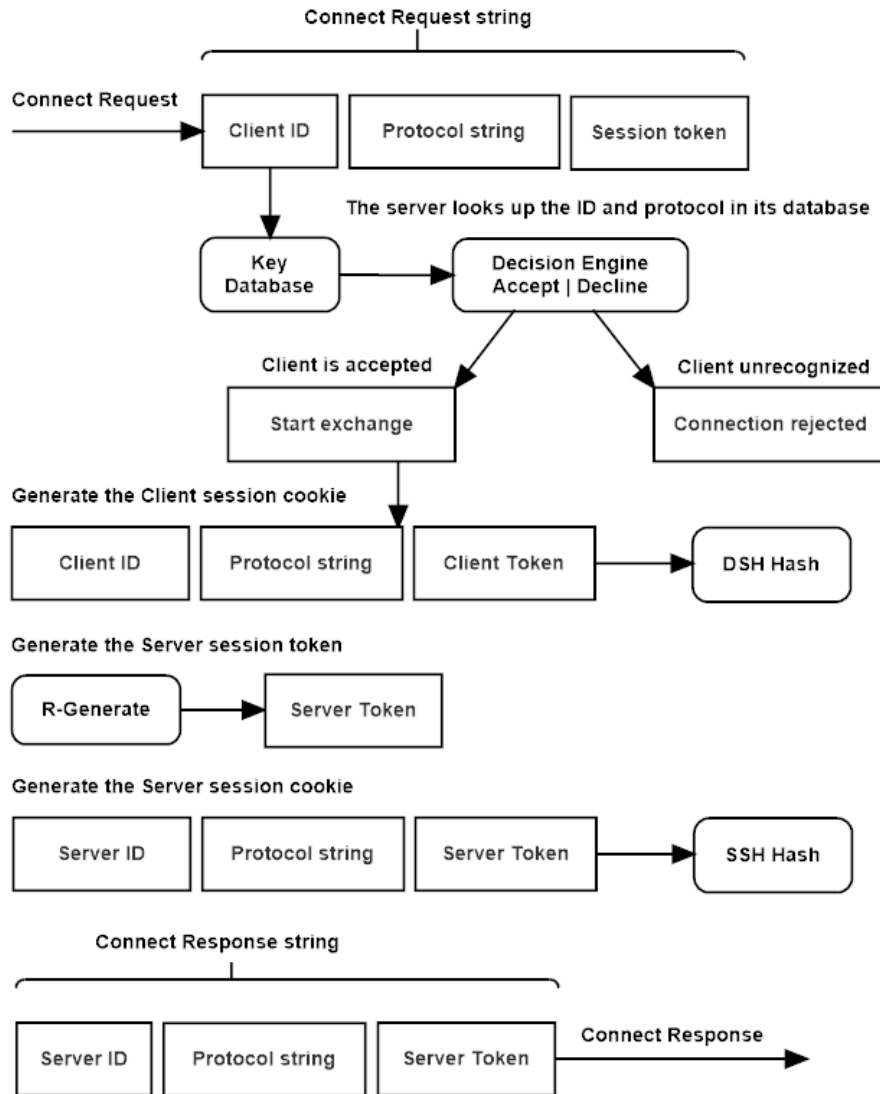 Connect Request string
Connect Request
Client ID
Protocol string
Session token
The server looks up the ID and protocol in its database
Key
Database
Decision Engine
Accept | Decline
Client is accepted
Client unrecognized
Start exchange
Connection rejected
Generate the Client session cookie
Client ID
Protocol string
Client Token
DSH Hash
Generate the Server session token
R-Generate
Server Token
Generate the Server session cookie
Server ID
Protocol string
Server Token
SSH Hash
Connect Response string
Server ID
Protocol string
Server Token
Connect Response